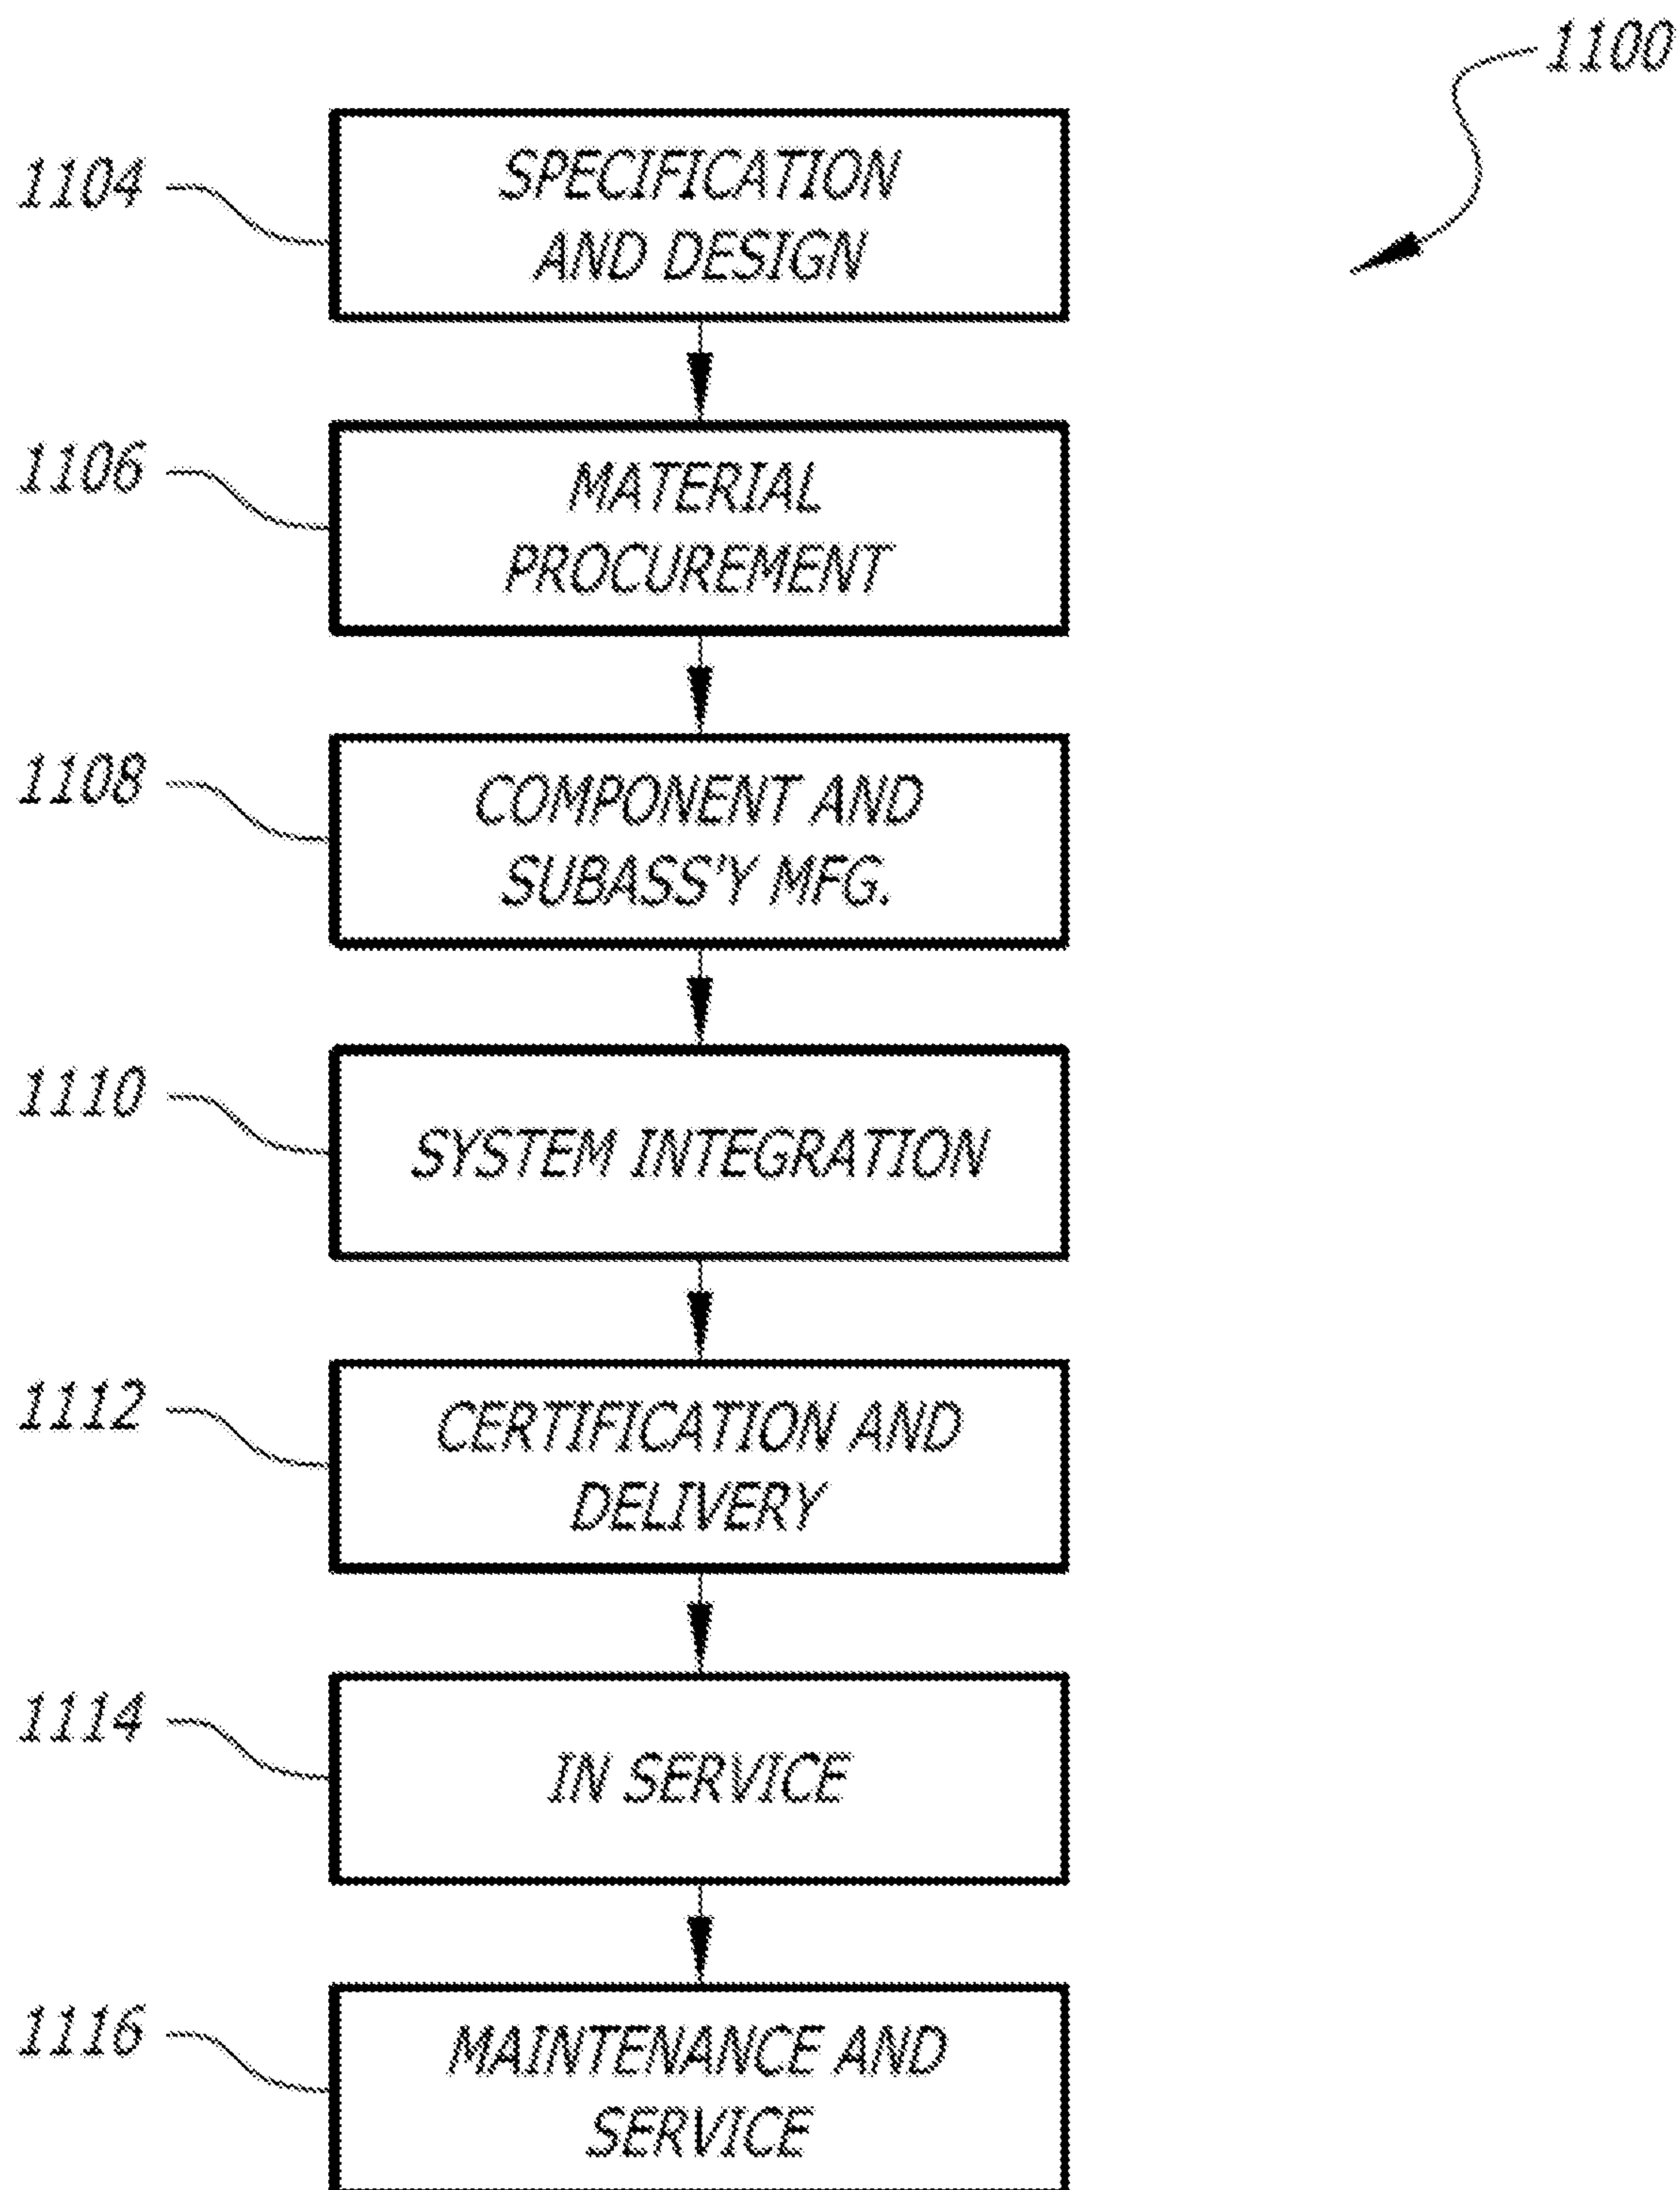 1100
1104
SPECIFICATION
AND DESIGN
1106
MATERIAL
PROCUREMENT
1108
COMPONENT AND
SUBASS'Y MFG.
1110
SYSTEM INTEGRATION
1112
CERTIFICATION AND
DELIVERY
1114
IN SERVICE
1116
MAINTENANCE AND
SERVICE